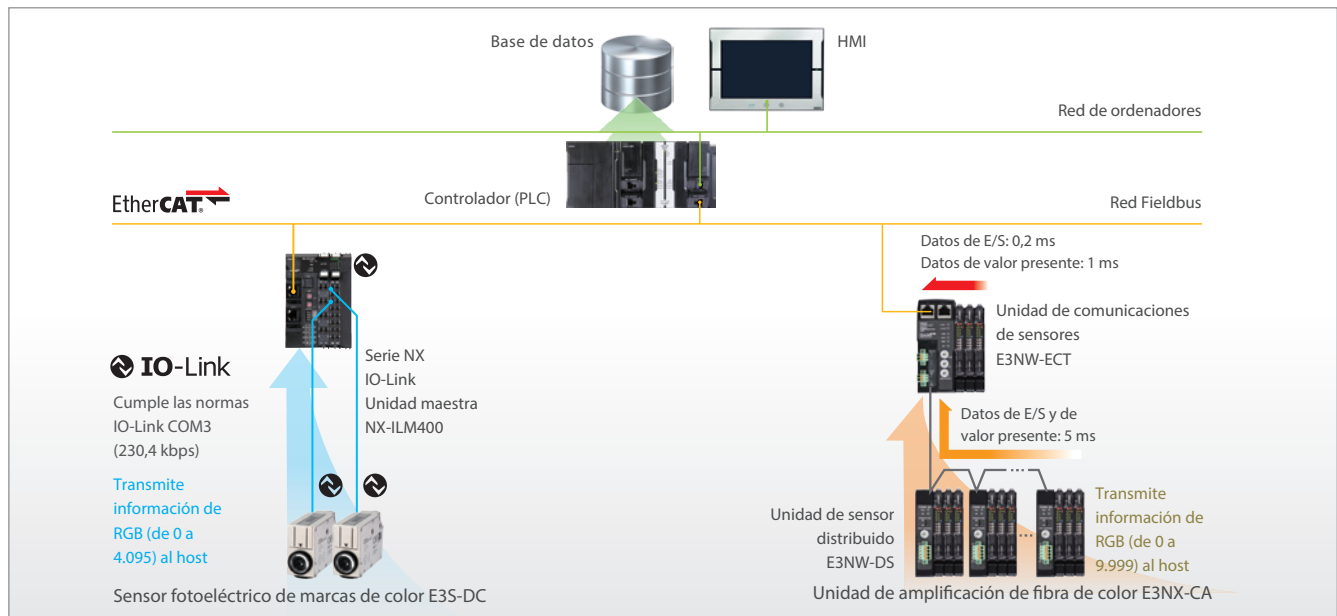 Base de datos
HMI
Red de ordenadores
Controlador (PLC)
EtherCAT®
Red Fieldbus
Datos de E/S: 0,2 ms
Datos de valor presente: 1 ms
Unidad de comunicaciones
de sensores
E3NW-ECT
IO-Link
Serie NX
IO-Link
Unidad maestra
NX-ILM400
Cumple las normas
IO-Link COM3
(230,4 kbps)
Datos de E/S y de
valor presente: 5 ms
Transmite
información de
RGB (de 0 a
4.095) al host
Unidad de sensor
distribuido
E3NW-DS
Transmite
información de
RGB (de 0 a
9.999) al host
Sensor fotoeléctrico de marcas de color E3S-DC
Unidad de amplificación de fibra de color E3NX-CA